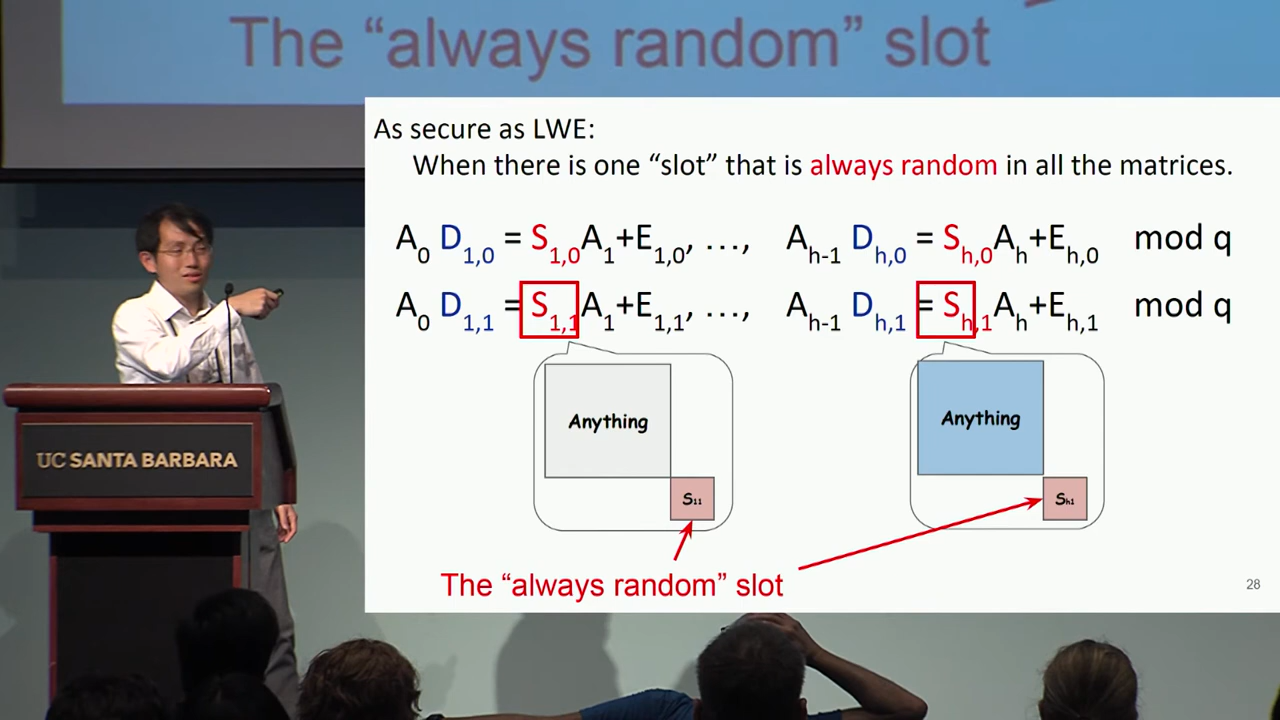 The “always random” slot
As secure as LWE:
When there is one “slot” that is always random in all the matrices.
A0 D1,0 = S1,0A1+E1,0, …, Ah-1 Dh,0 = Sh,0Ah+Eh,0 mod q
A0 D1,1 = S1,1A1+E1,1, …, Ah-1 Dh,1 = Sh,1Ah+Eh,1 mod q
Anything
Anything
S11
Sh1
The “always random” slot
28
UC SANTA BARBARA